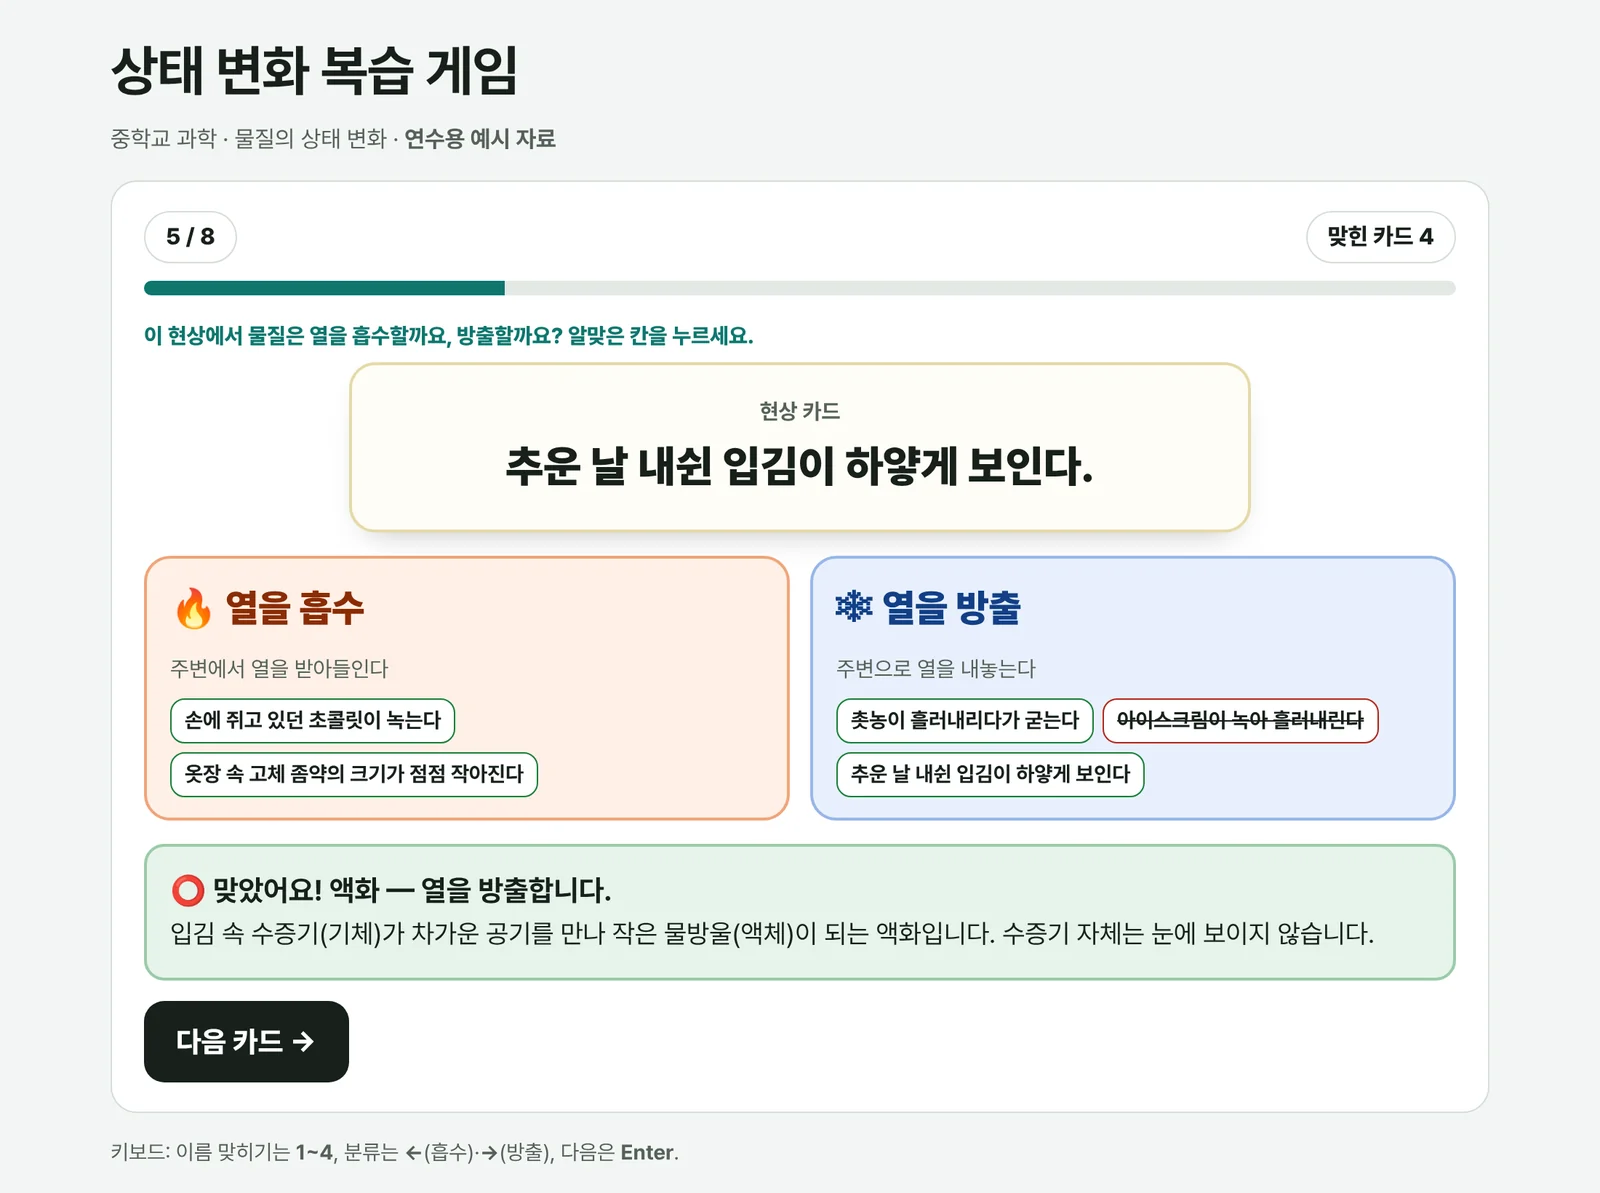 상태 변화 복습 게임
중학교 과학 · 물질의 상태 변화 · 연수용 예시 자료
5 / 8
맞힌 카드 4
이 현상에서 물질은 열을 흡수할까요, 방출할까요? 알맞은 칸을 누르세요.
현상 카드
추운 날 내쉰 입김이 하얗게 보인다.
🔥 열을 흡수
주변에서 열을 받아들인다
손에 쥐고 있던 초콜릿이 녹는다
옷장 속 고체 좀약의 크기가 점점 작아진다
❄ 열을 방출
주변으로 열을 내놓는다
촛농이 흘러내리다가 굳는다
아이스크림이 녹아 흘러내린다
추운 날 내쉰 입김이 하얗게 보인다
⭕ 맞았어요! 액화 — 열을 방출합니다.
입김 속 수증기(기체)가 차가운 공기를 만나 작은 물방울(액체)이 되는 액화입니다. 수증기 자체는 눈에 보이지 않습니다.
다음 카드 →
키보드: 이름 맞히기는 1~4, 분류는 ←(흡수)·→(방출), 다음은 Enter.